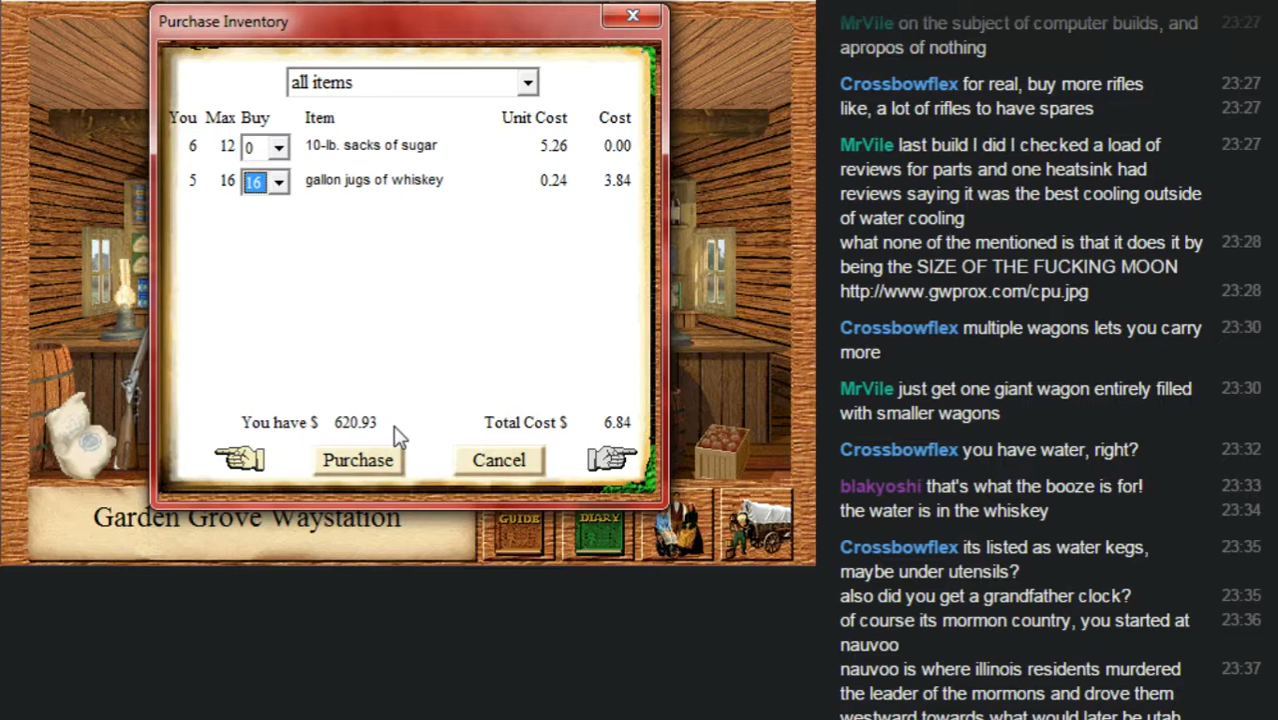 Purchase Inventory
all items
You Max Buy Item Unit Cost Cost
6 12 0 10-lb. sacks of sugar 5.26 0.00
5 16 16 gallon jugs of whiskey 0.24 3.84
You have $ 620.93 Total Cost $ 6.84
Purchase Cancel
Garden Grove Waystation
GUIDE DIARY
MrVile on the subject of computer builds, and 23:27
apropos of nothing
Crossbowflex for real, buy more rifles 23:27
like, a lot of rifles to have spares 23:27
MrVile last build I did I checked a load of 23:27
reviews for parts and one heatsink had
reviews saying it was the best cooling outside
of water cooling
what none of the mentioned is that it does it by 23:28
being the SIZE OF THE FUCKING MOON
http://www.gwprox.com/cpu.jpg 23:28
Crossbowflex multiple wagons lets you carry 23:30
more
MrVile just get one giant wagon entirely filled 23:30
with smaller wagons
Crossbowflex you have water, right? 23:32
blakyoshi that's what the booze is for! 23:33
the water is in the whiskey 23:34
Crossbowflex its listed as water kegs, 23:35
maybe under utensils?
also did you get a grandfather clock? 23:35
of course its mormon country, you started at 23:36
nauvoo
nauvoo is where illinois residents murdered 23:37
the leader of the mormons and drove them
westward towards what would later be utah